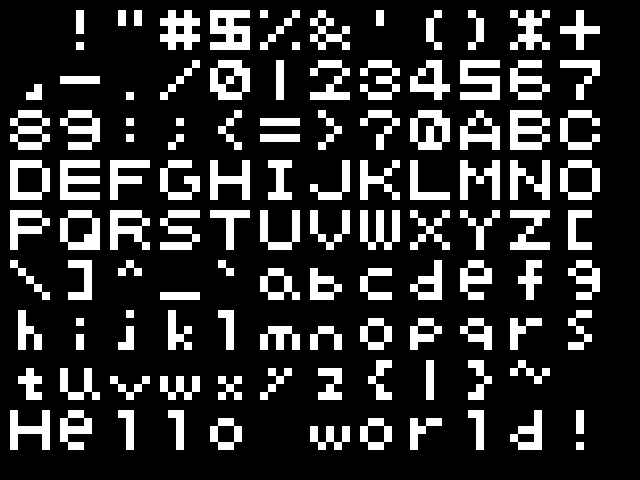 !"#$%&'()*+
,-./01234567
89:;<=>?@ABC
DEFGHIJKLMNO
PQRSTUVWXYZ[
\]^_`abcdefg
hijklmnopqrs
tuvwxyz{|}~
Hello world!